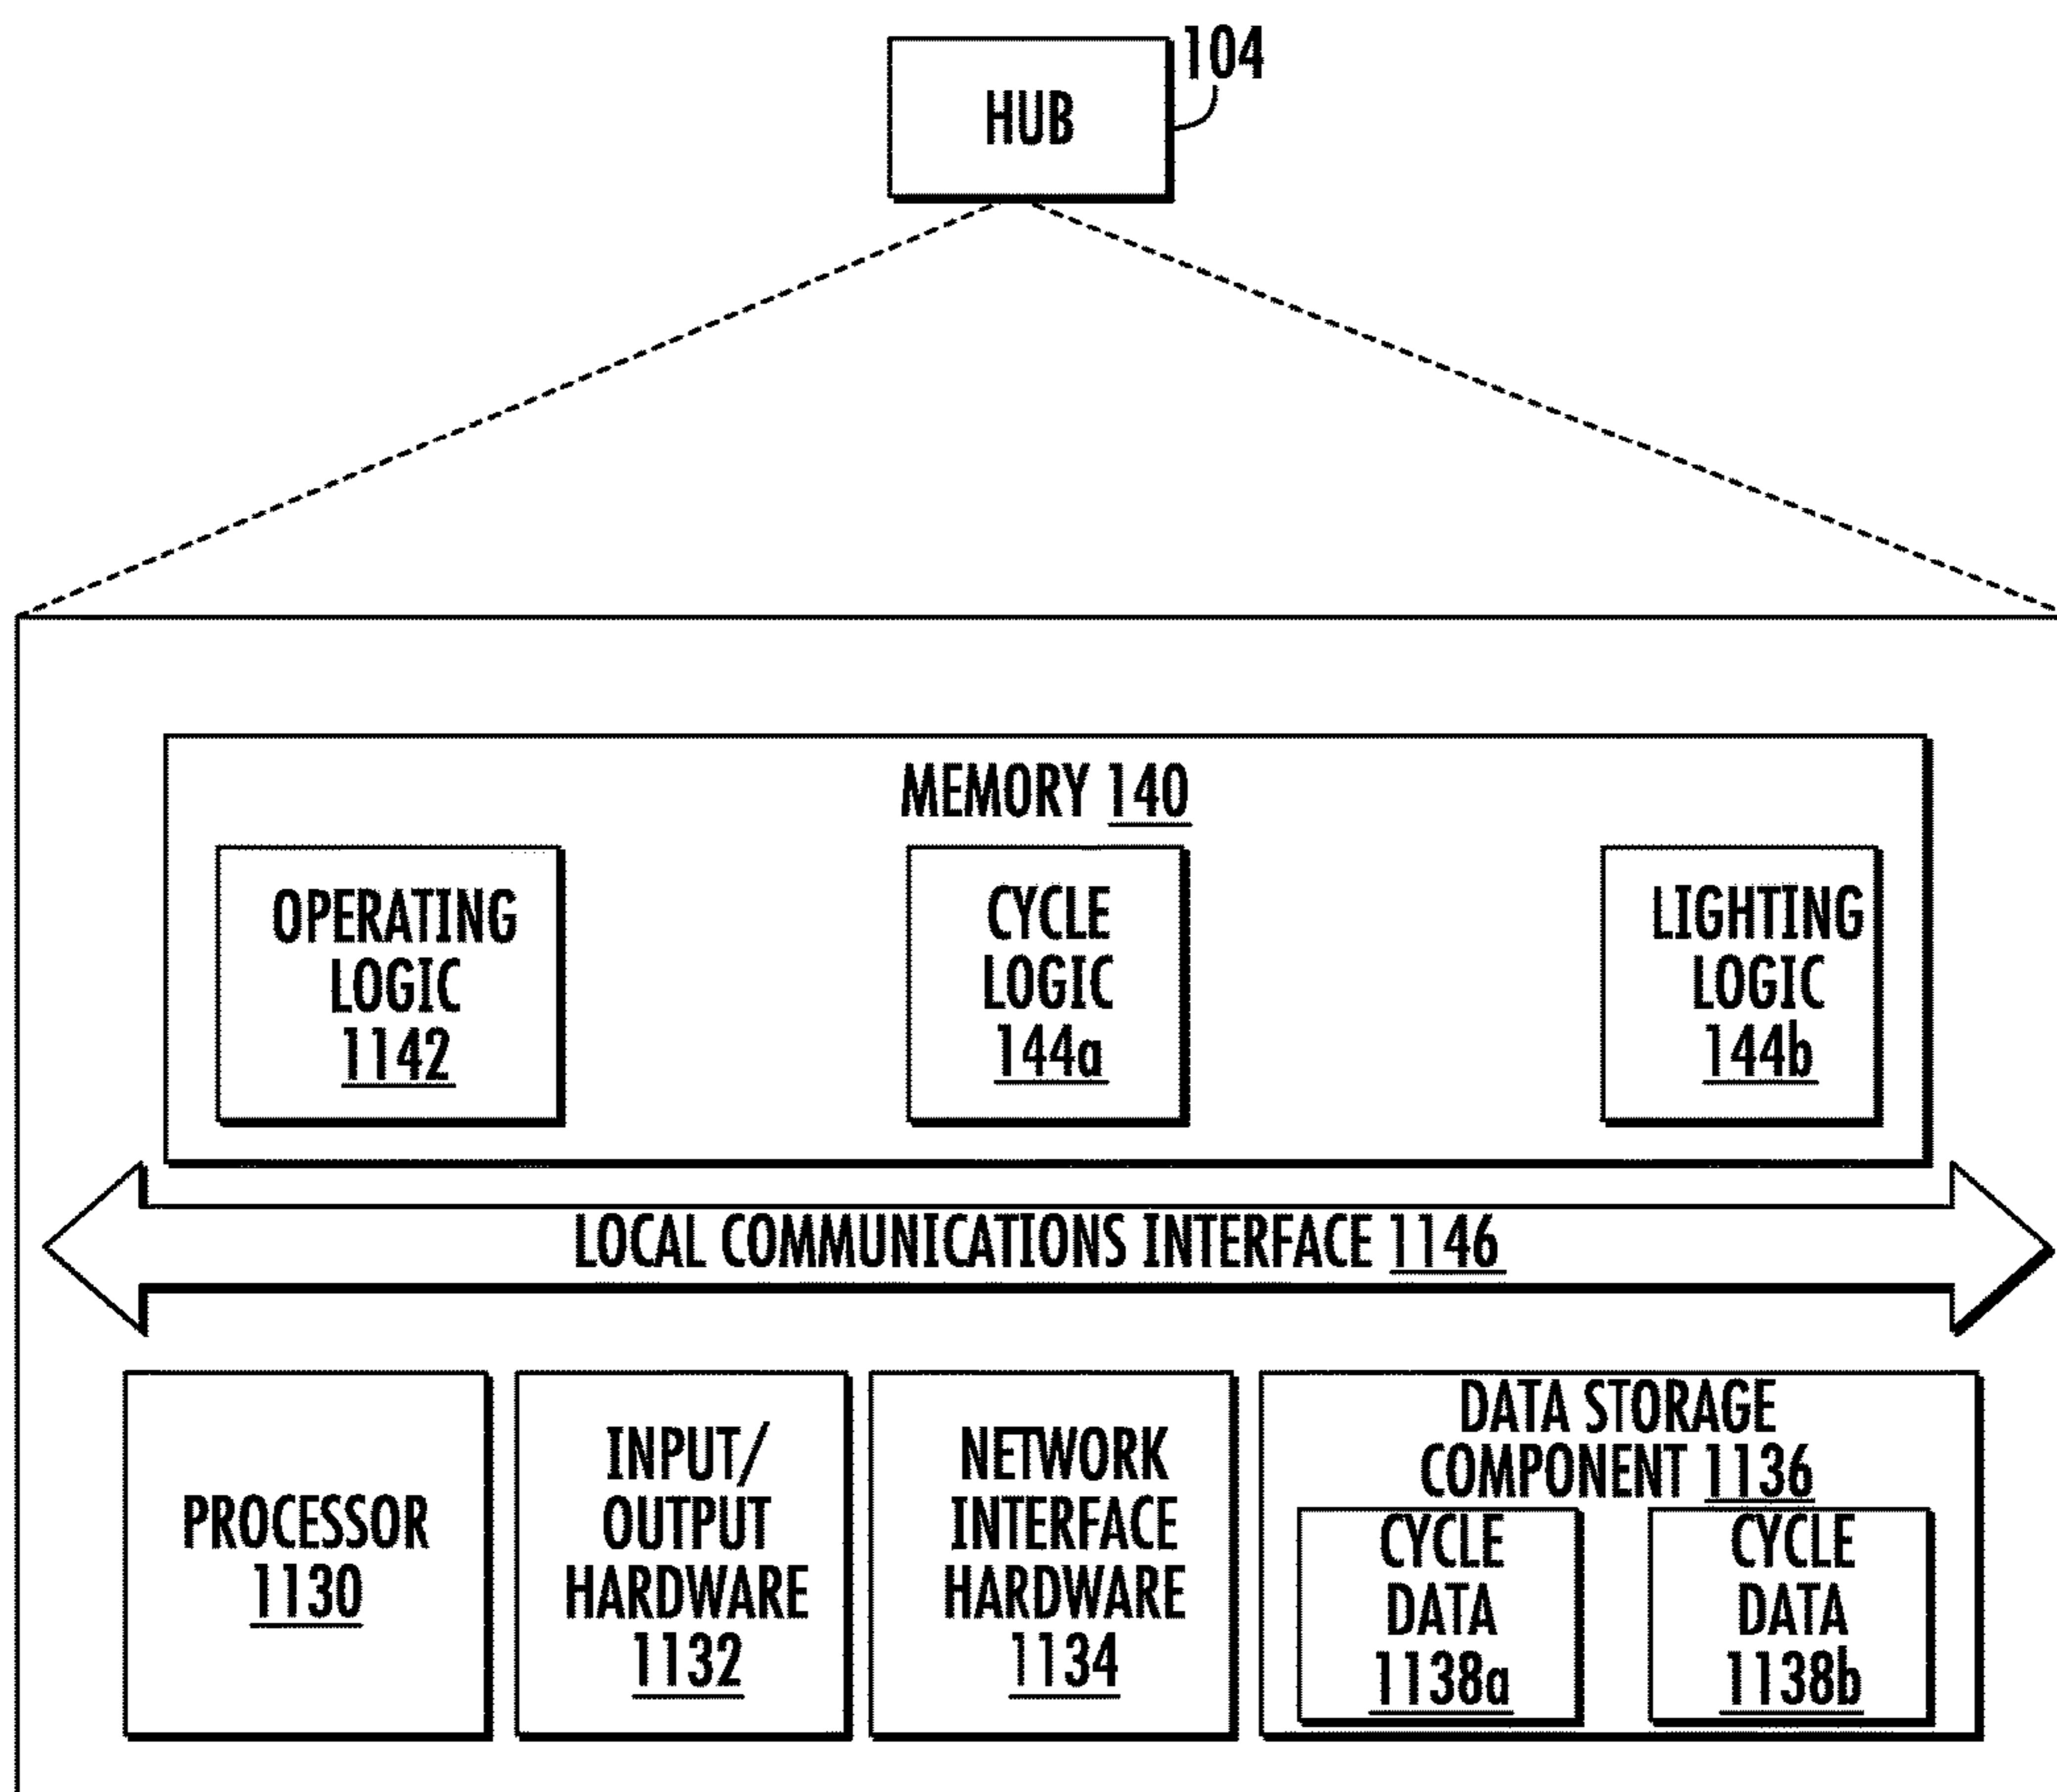 104
HUB
MEMORY 140
OPERATING
LOGIC
1142
CYCLE
LOGIC
144a
LIGHTING
LOGIC
144b
LOCAL COMMUNICATIONS INTERFACE 1146
PROCESSOR
1130
INPUT/
OUTPUT
HARDWARE
1132
NETWORK
INTERFACE
HARDWARE
1134
DATA STORAGE
COMPONENT 1136
CYCLE
DATA
1138a
CYCLE
DATA
1138b